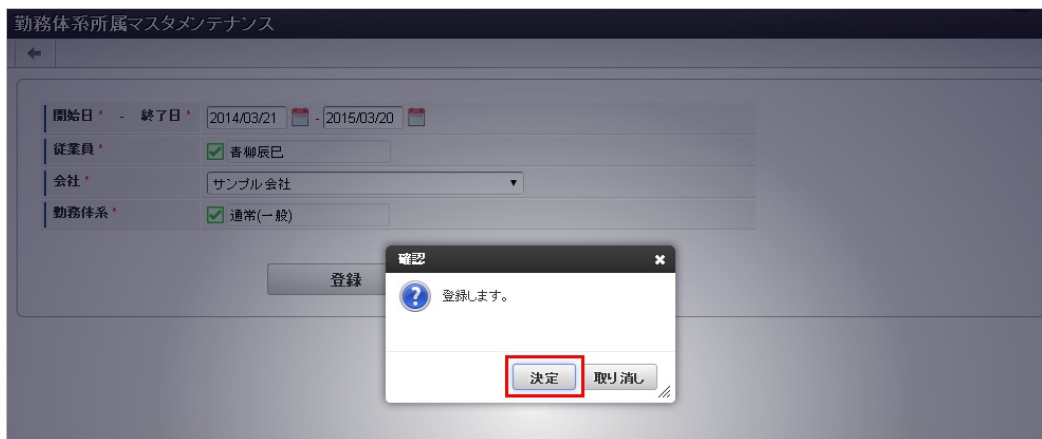 勤務体系所属マスタメンテナンス
開始日* - 終了日* 2014/03/21 - 2015/03/20
従業員* 青柳辰巳
会社* サンプル会社
勤務体系* 通常(一般)
登録
確認
登録します。
決定 取り消し